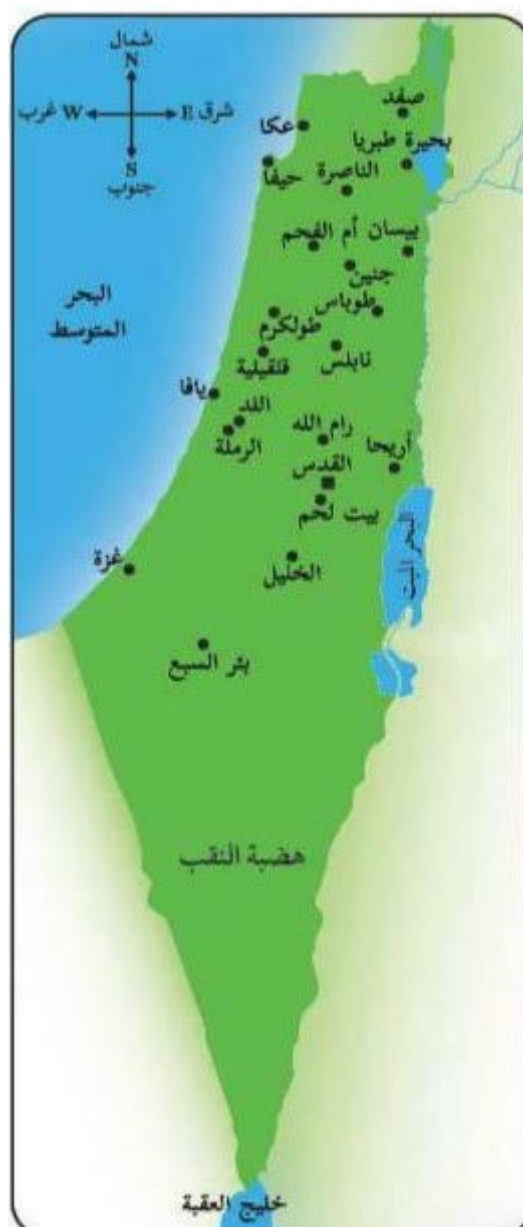 شمال
N
غرب W E شرق
S
جنوب
صفد
عكا
بحيرة طبريا
حيفا
الناصرة
بيسان
أم الفحم
جنين
طوباس
طولكرم
البحر
المتوسط
نابلس
قلقيلية
يافا
اللد
رام الله
الرملة
أريحا
القدس
بيت لحم
البحر الميت
غزة
الخليل
بئر السبع
هضبة النقب
خليج العقبة